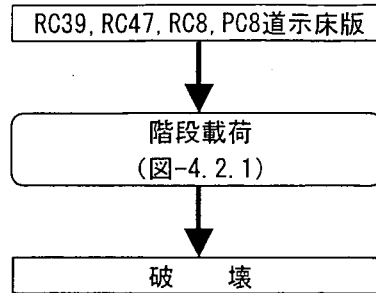 RC39, RC47, RC8, PC8道示床版
階段載荷
(図-4.2.1)
破　壊